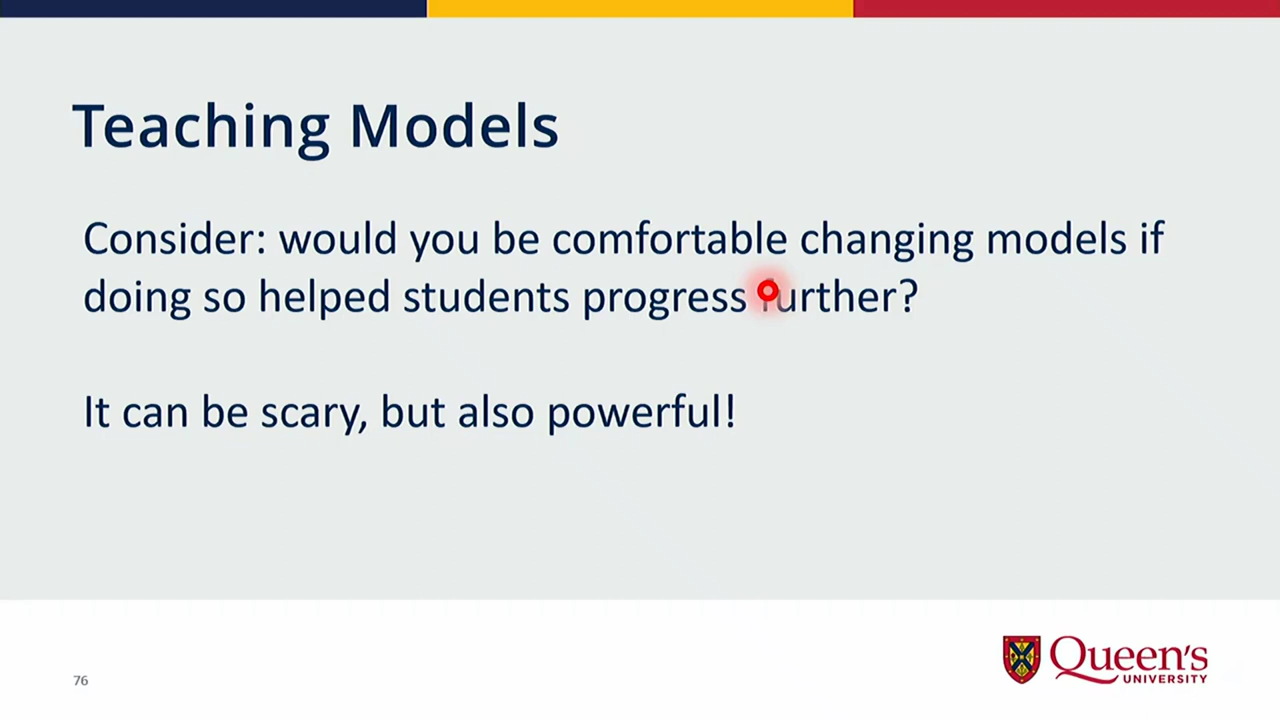 Teaching Models
Consider: would you be comfortable changing models if
doing so helped students progress further?
It can be scary, but also powerful!
76
Queen's
UNIVERSITY